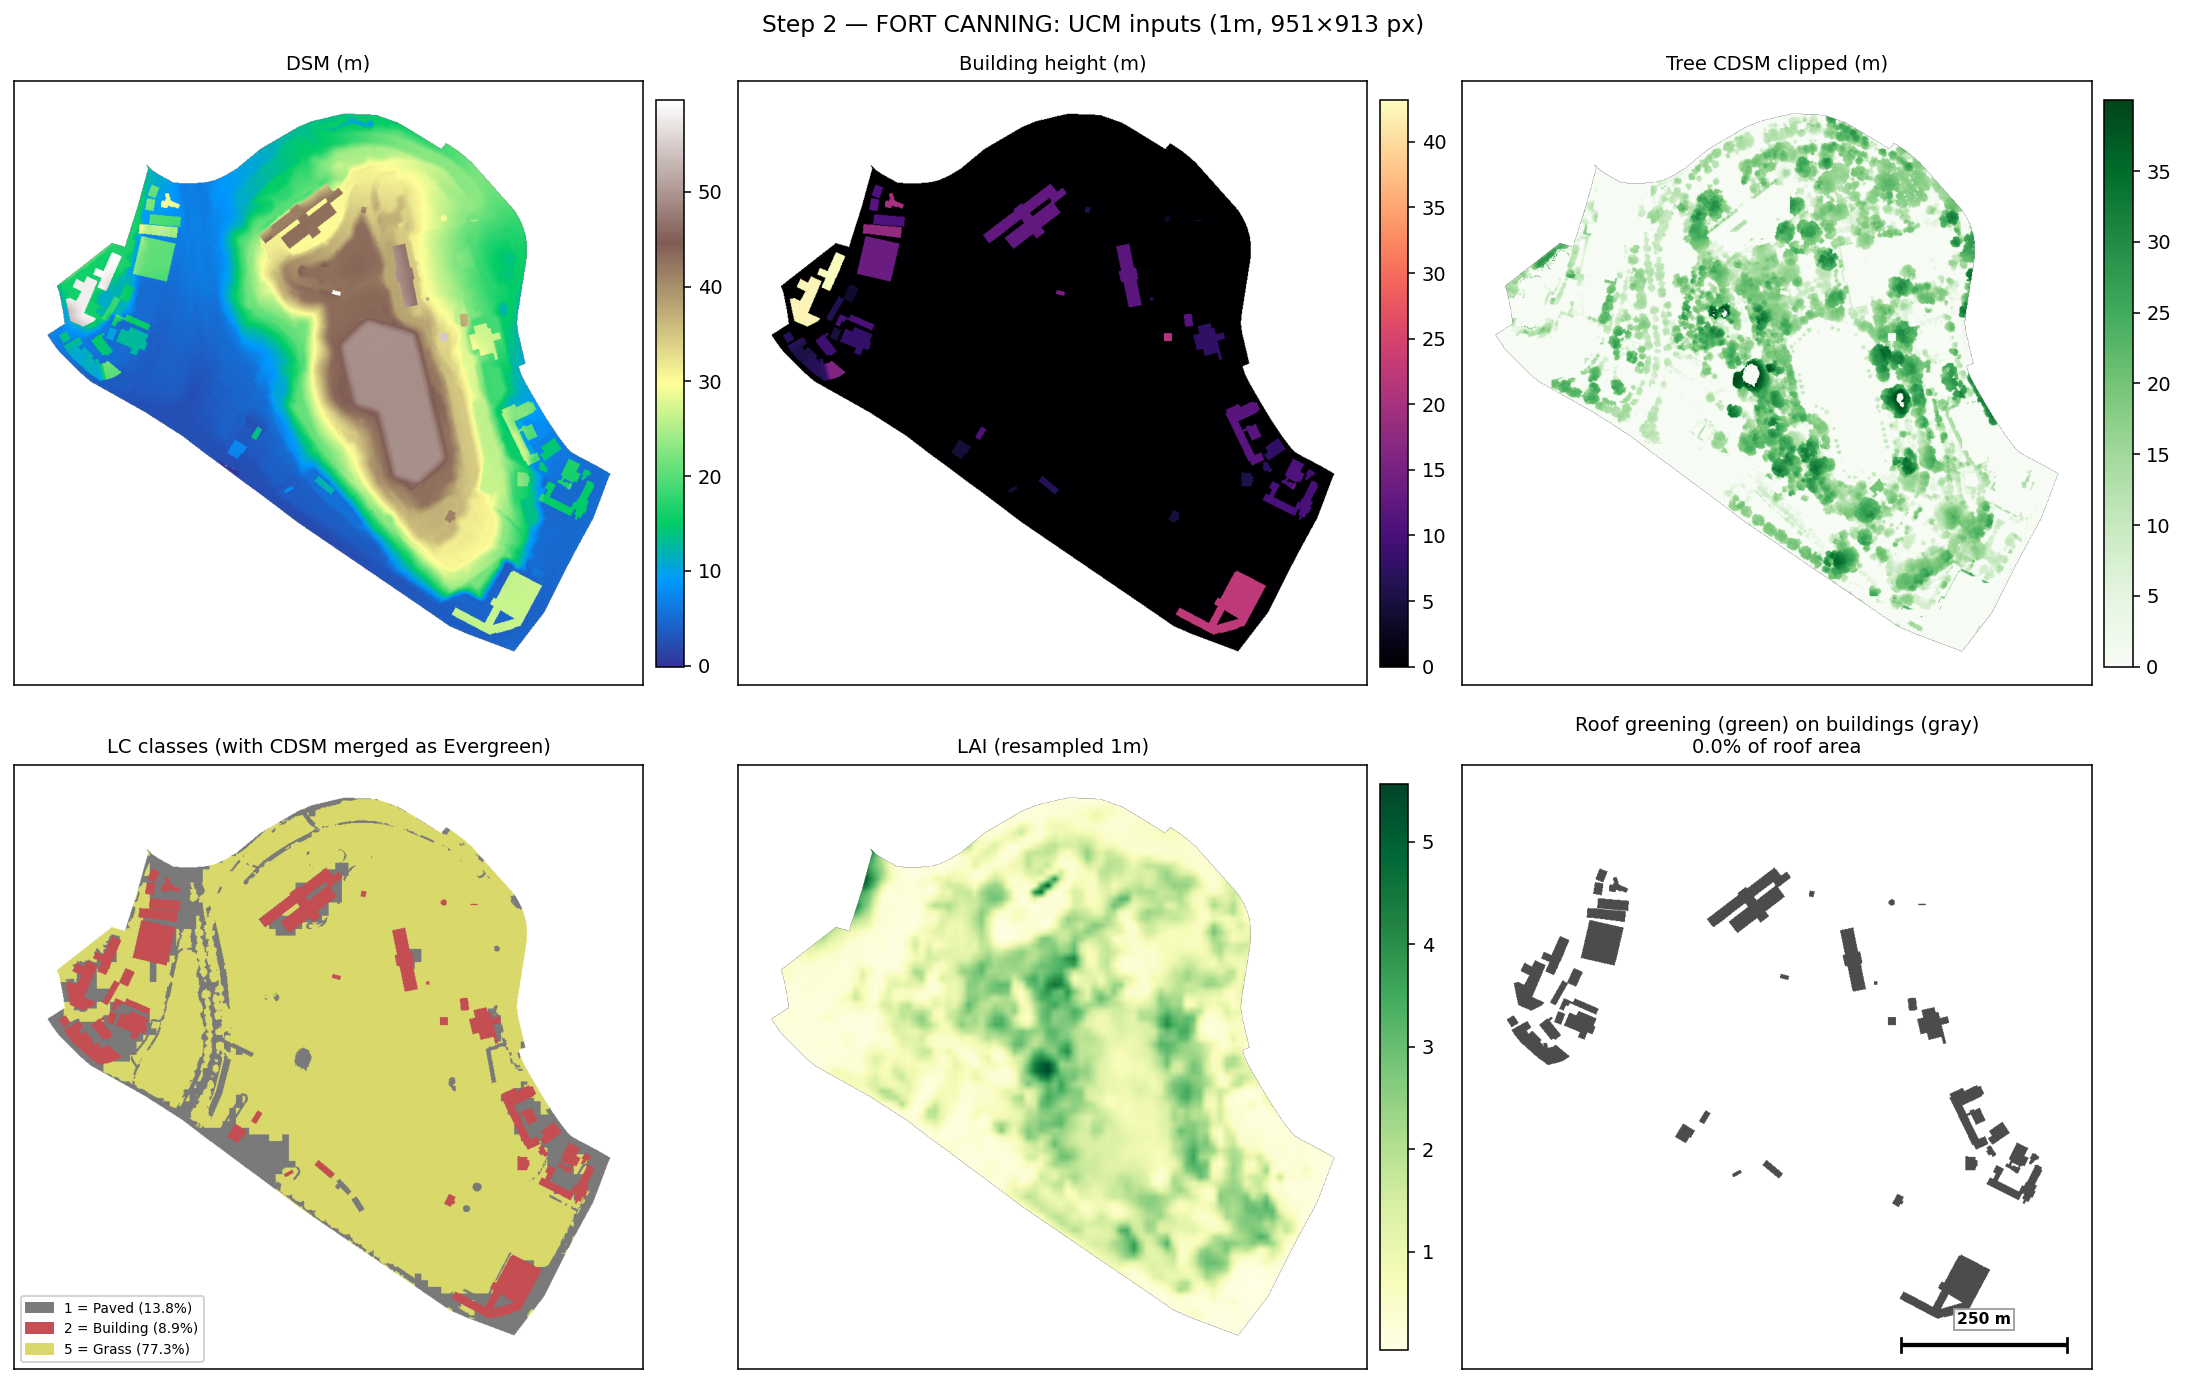 Step 2 — FORT CANNING: UCM inputs (1m, 951×913 px)
DSM (m)
50
40
30
20
10
0
Building height (m)
40
35
30
25
20
15
10
5
0
Tree CDSM clipped (m)
35
30
25
20
15
10
5
0
LC classes (with CDSM merged as Evergreen)
1 = Paved (13.8%)
2 = Building (8.9%)
5 = Grass (77.3%)
LAI (resampled 1m)
5
4
3
2
1
Roof greening (green) on buildings (gray)
0.0% of roof area
250 m